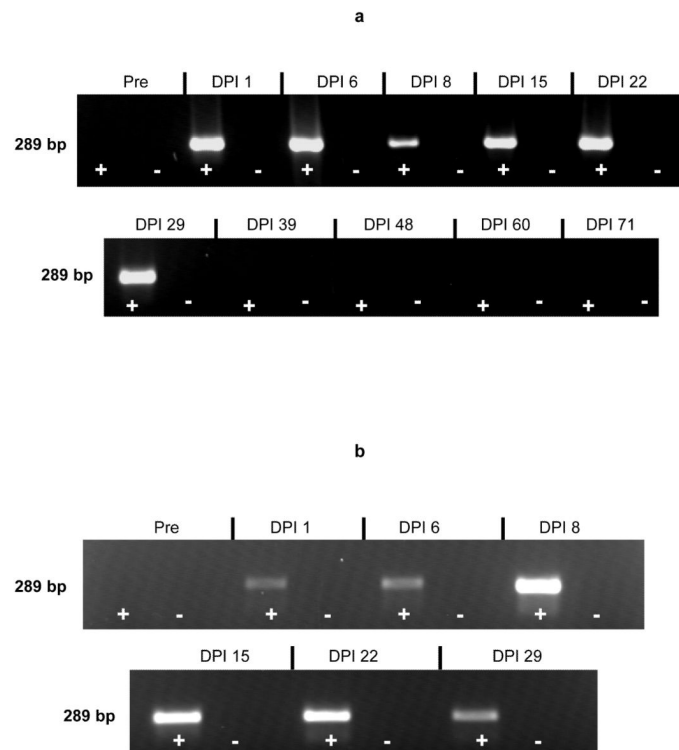 a
Pre DPI 1 DPI 6 DPI 8 DPI 15 DPI 22
289 bp
+ - + - + - + - + - + -
DPI 29 DPI 39 DPI 48 DPI 60 DPI 71
289 bp
+ - + - + - + - + -
b
Pre DPI 1 DPI 6 DPI 8
289 bp
+ - + - + - + -
DPI 15 DPI 22 DPI 29
289 bp
+ - + - + -